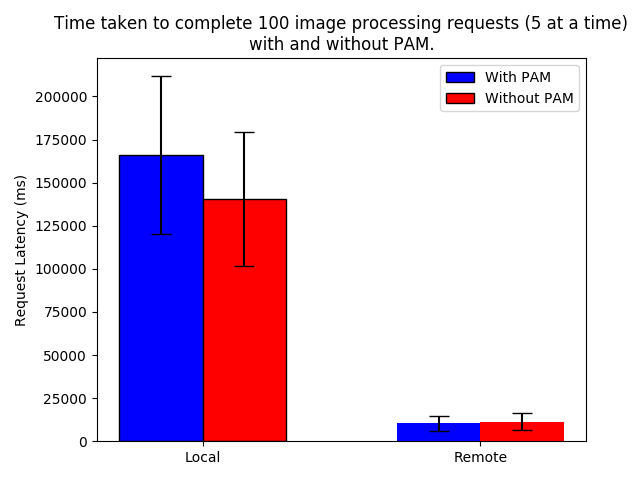 Time taken to complete 100 image processing requests (5 at a time)
with and without PAM.
With PAM
Without PAM
Request Latency (ms)
200000
175000
150000
125000
100000
75000
50000
25000
0
Local
Remote